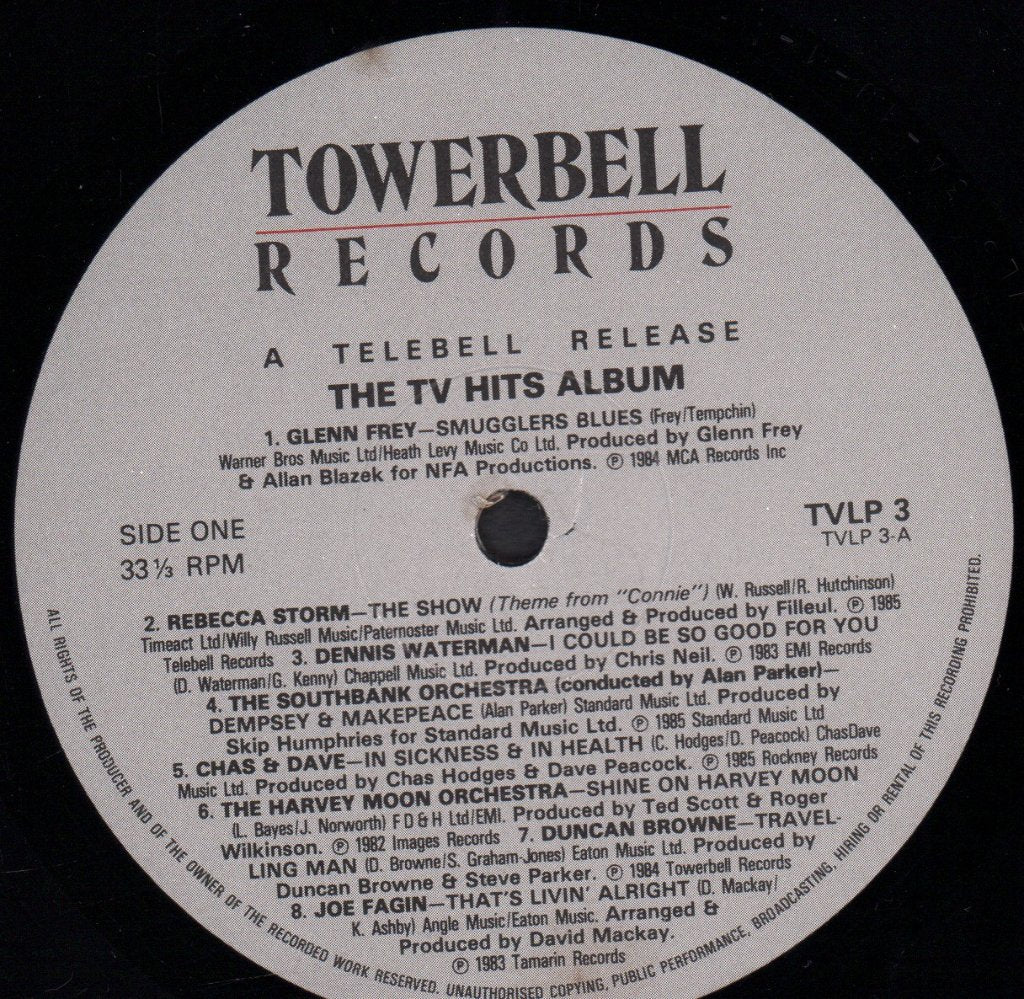 TOWERBELL
RECORDS
A TELEBELL RELEASE
THE TV HITS ALBUM
1. GLENN FREY—SMUGGLERS BLUES (Frey/Tempchin)
Warner Bros Music Ltd/Heath Levy Music Co Ltd. Produced by Glenn Frey
& Allan Blazek for NFA Productions. ℗ 1984 MCA Records Inc
SIDE ONE
33⅓ RPM
TVLP 3
TVLP 3-A
2. REBECCA STORM—THE SHOW (Theme from "Connie") (W. Russell/R. Hutchinson)
Timeact Ltd/Willy Russell Music/Paternoster Music Ltd. Arranged & Produced by Filleul. ℗ 1985
Telebell Records 3. DENNIS WATERMAN—I COULD BE SO GOOD FOR YOU
(D. Waterman/G. Kenny) Chappell Music Ltd. Produced by Chris Neil. ℗ 1983 EMI Records
4. THE SOUTHBANK ORCHESTRA (conducted by Alan Parker)—
DEMPSEY & MAKEPEACE (Alan Parker) Standard Music Ltd. Produced by
Skip Humphries for Standard Music Ltd. ℗ 1985 Standard Music Ltd
5. CHAS & DAVE—IN SICKNESS & IN HEALTH (C. Hodges/D. Peacock) ChasDave
Music Ltd. Produced by Chas Hodges & Dave Peacock. ℗ 1985 Rockney Records
6. THE HARVEY MOON ORCHESTRA—SHINE ON HARVEY MOON
(L. Bayes/J. Norworth) F D & H Ltd/EMI. Produced by Ted Scott & Roger
Wilkinson. ℗ 1982 Images Records 7. DUNCAN BROWNE—TRAVEL-
LING MAN (D. Browne/S. Graham-Jones) Eaton Music Ltd. Produced by
Duncan Browne & Steve Parker. ℗ 1984 Towerbell Records
8. JOE FAGIN—THAT'S LIVIN' ALRIGHT (D. Mackay/
K. Ashby) Angle Music/Eaton Music. Arranged &
Produced by David Mackay.
℗ 1983 Tamarin Records
ALL RIGHTS OF THE PRODUCER AND OF THE OWNER OF THE RECORDED WORK RESERVED. UNAUTHORISED COPYING, PUBLIC PERFORMANCE, BROADCASTING, HIRING OR RENTAL OF THIS RECORDING PROHIBITED.